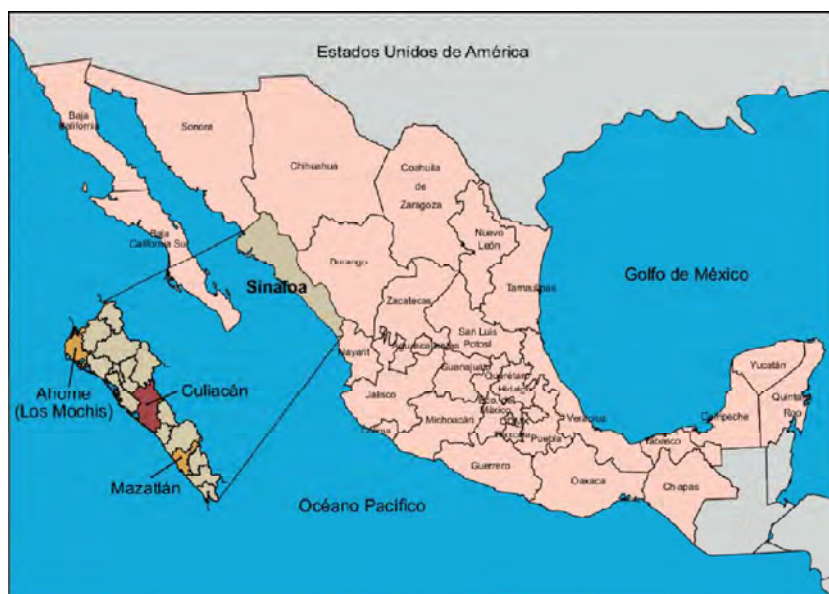 Estados Unidos de América
Baja
California
Sonora
Chihuahua
Coahuila
de
Zaragoza
Nuevo
León
Baja
California Sur
Durango
Golfo de México
Sinaloa
Tamaulipas
Zacatecas
San Luis
Potosí
Aguascalientes
Nayarit
Yucatán
Guanajuato
Querétaro
Hidalgo
Ahome
(Los Mochis)
Culiacán
Jalisco
Quintana
Roo
México
Michoacán
Veracruz
Campeche
CDMX
Puebla
Tabasco
Mazatlán
Guerrero
Oaxaca
Chiapas
Océano Pacífico